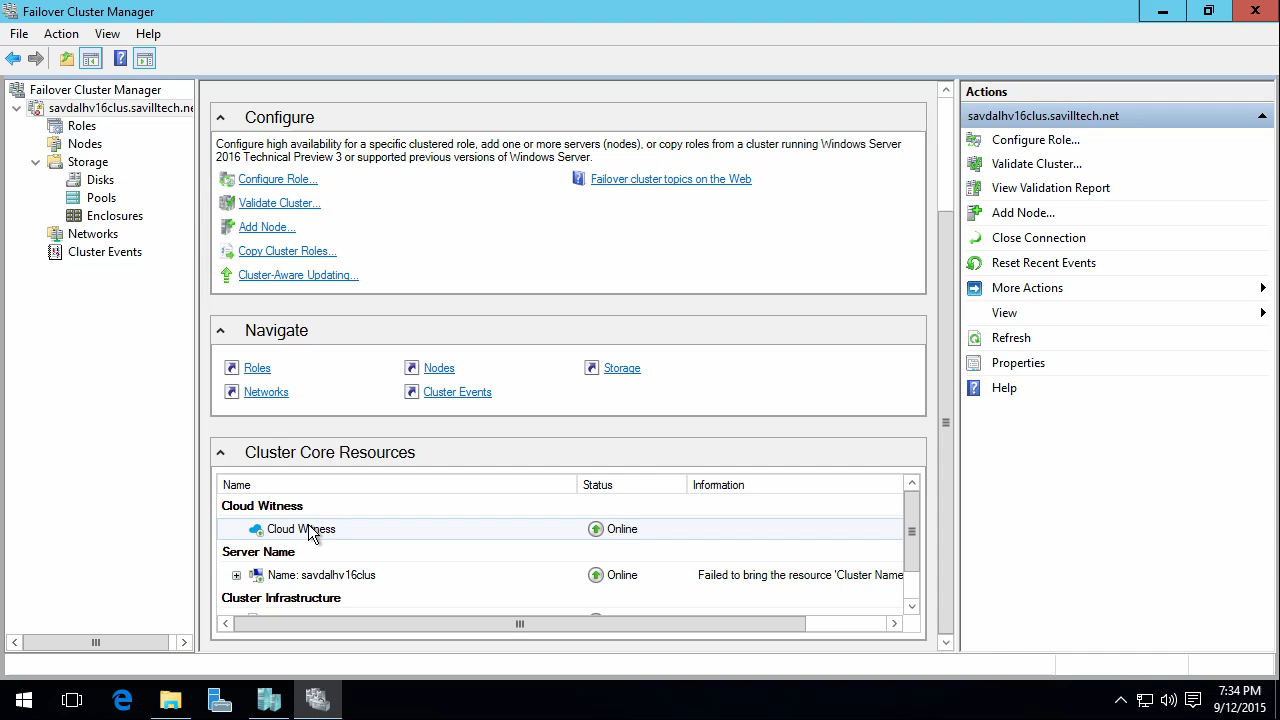 Failover Cluster Manager
File Action View Help
Failover Cluster Manager
savdalhv16clus.savilltech.ne
Roles
Nodes
Storage
Disks
Pools
Enclosures
Networks
Cluster Events
Configure
Configure high availability for a specific clustered role, add one or more servers (nodes), or copy roles from a cluster running Windows Server
2016 Technical Preview 3 or supported previous versions of Windows Server.
Configure Role... Failover cluster topics on the Web
Validate Cluster...
Add Node...
Copy Cluster Roles...
Cluster-Aware Updating...
Navigate
Roles Nodes Storage
Networks Cluster Events
Cluster Core Resources
Name Status Information
Cloud Witness
Cloud Witness Online
Server Name
Name: savdalhv16clus Online Failed to bring the resource 'Cluster Name
Cluster Infrastructure
Actions
savdalhv16clus.savilltech.net
Configure Role...
Validate Cluster...
View Validation Report
Add Node...
Close Connection
Reset Recent Events
More Actions
View
Refresh
Properties
Help
7:34 PM
9/12/2015